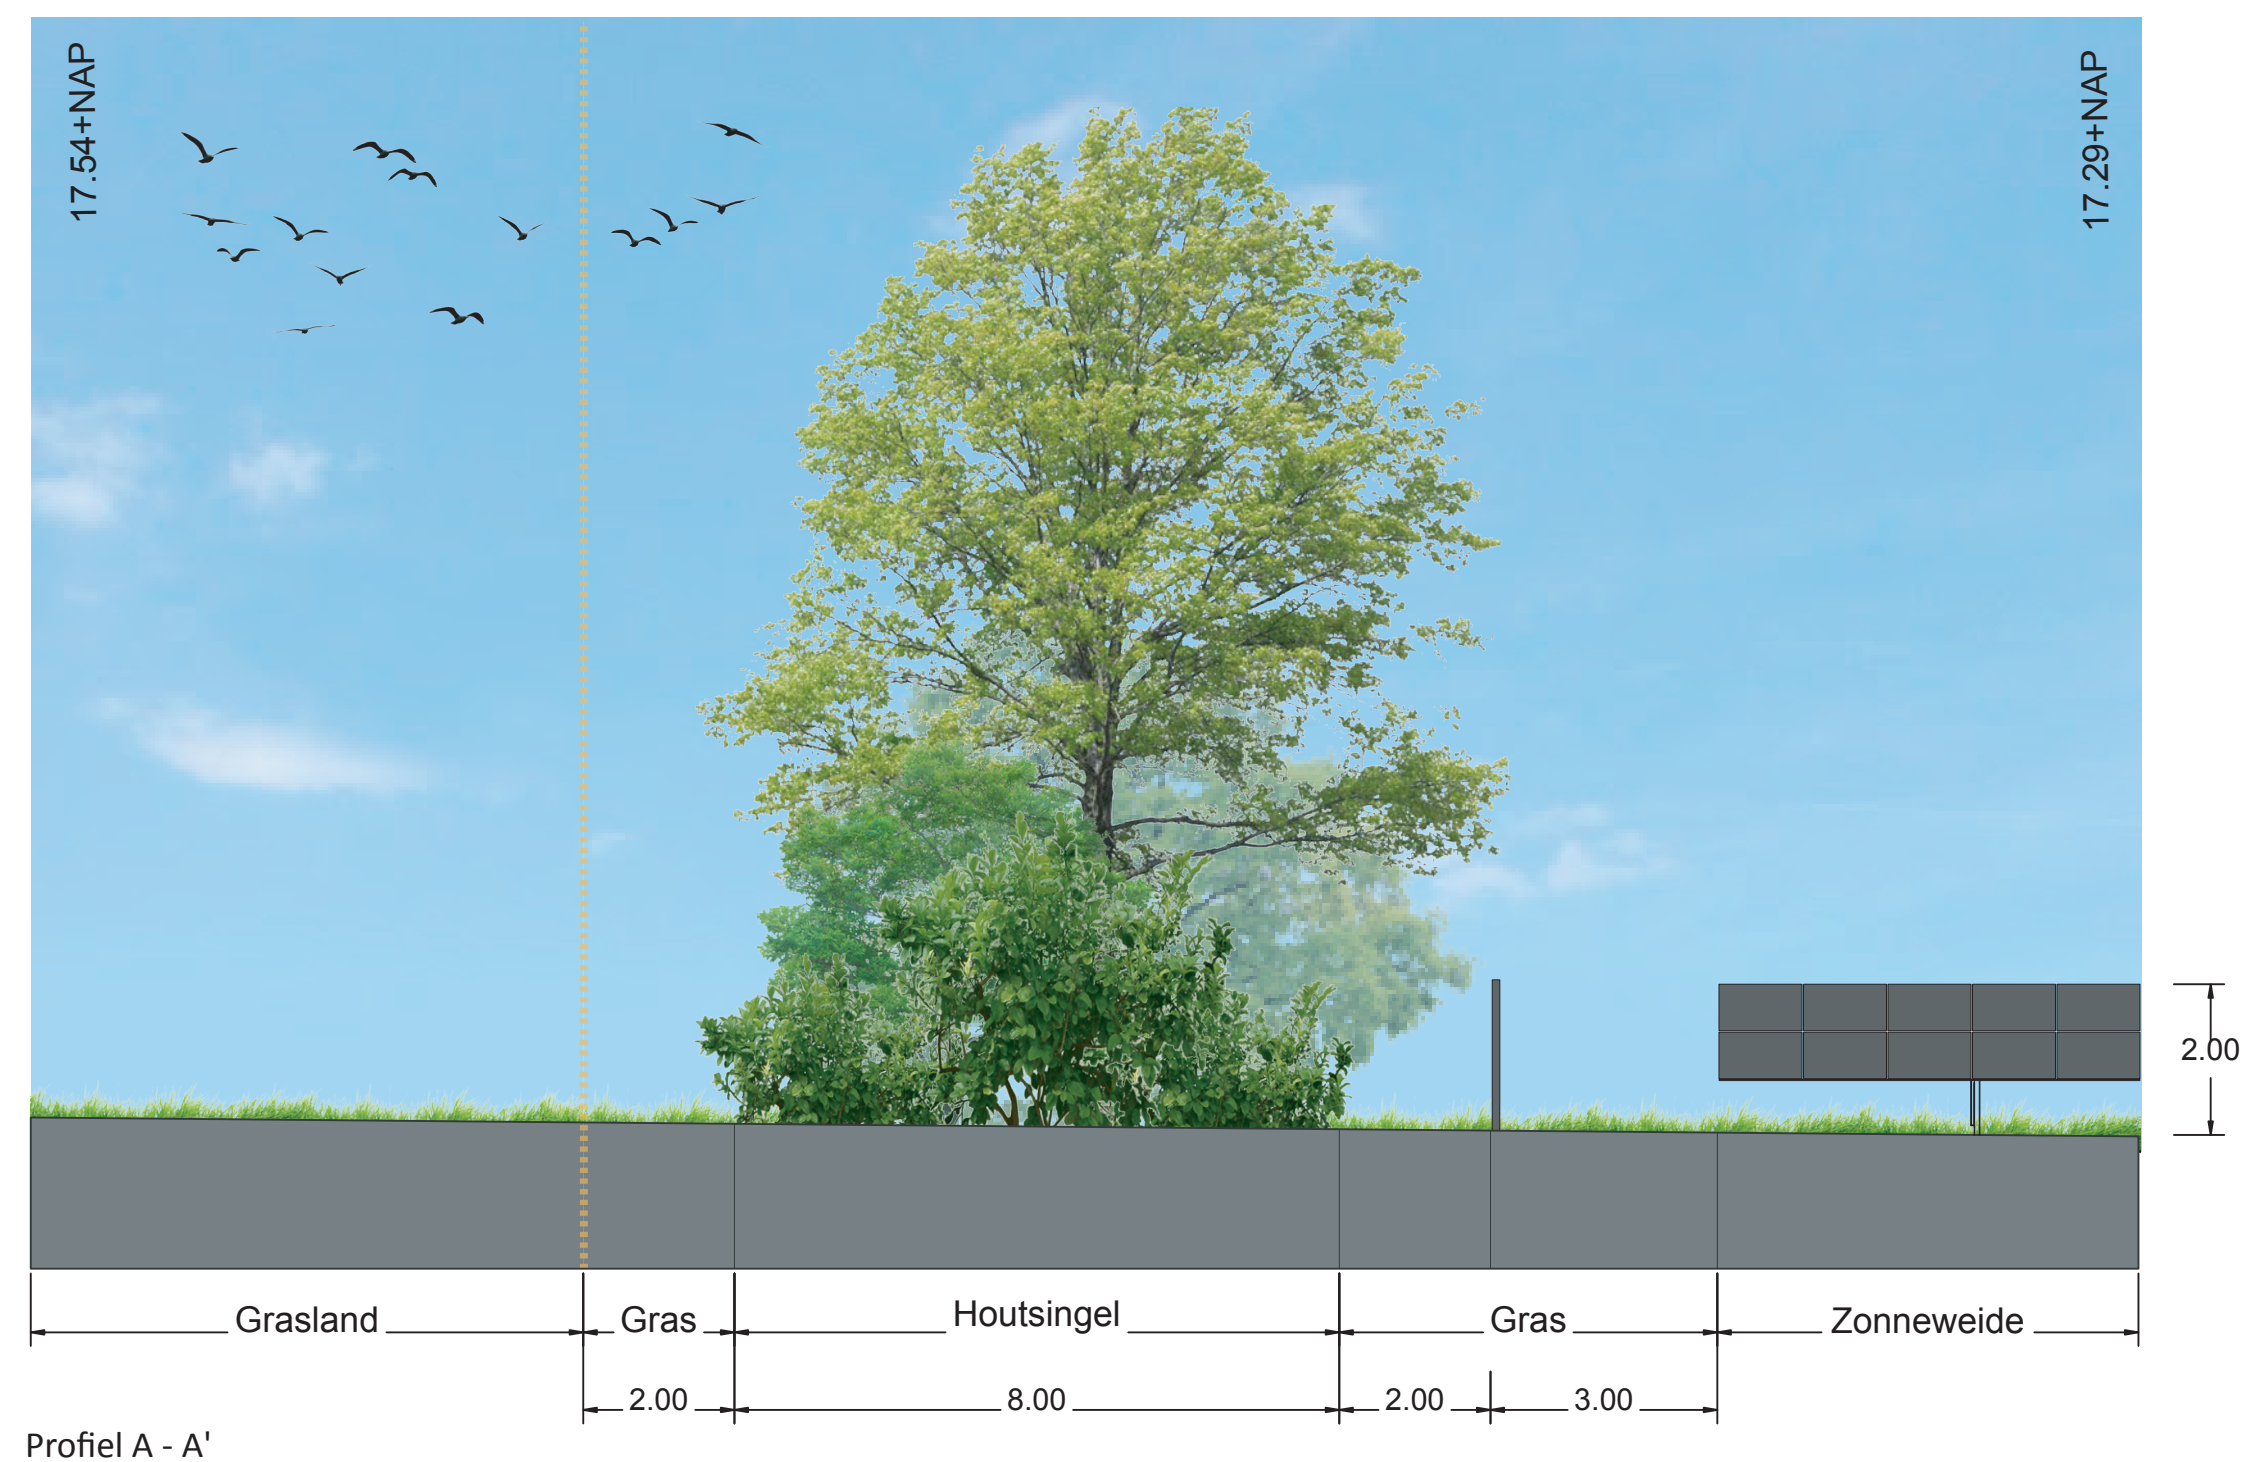 17.54+NAP
17.29+NAP
2.00
Grasland
Gras
Houtsingel
Gras
Zonneweide
2.00
8.00
2.00
3.00
Profiel A - A'